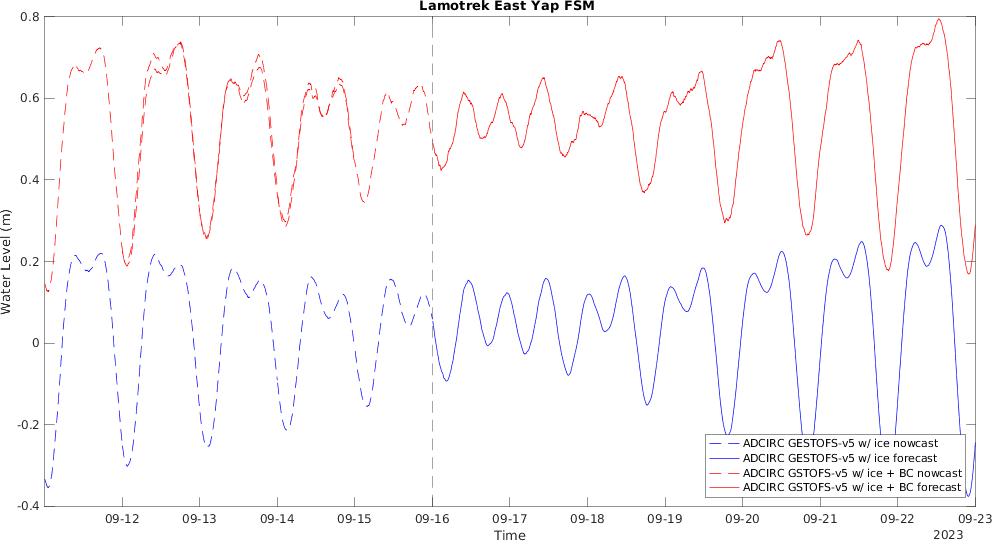 Lamotrek East Yap FSM
Water Level (m)
0.8
0.6
0.4
0.2
0
-0.2
-0.4
ADCIRC GESTOFS-v5 w/ ice nowcast
ADCIRC GESTOFS-v5 w/ ice forecast
ADCIRC GSTOFS-v5 w/ ice + BC nowcast
ADCIRC GSTOFS-v5 w/ ice + BC forecast
09-12 09-13 09-14 09-15 09-16 09-17 09-18 09-19 09-20 09-21 09-22 09-23
Time
2023